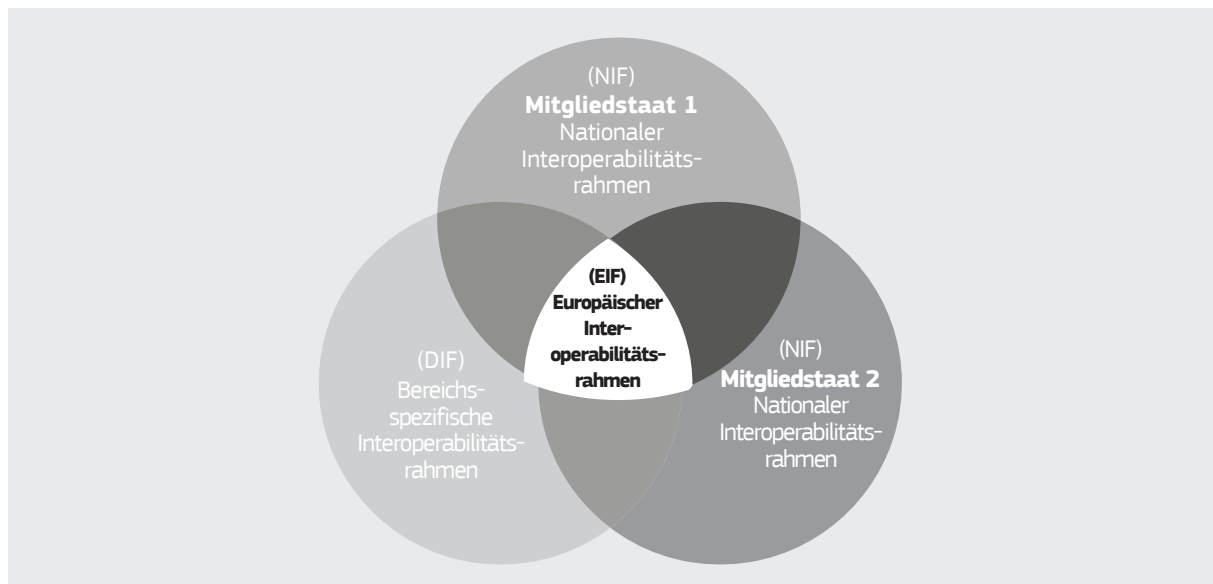 (NIF)
Mitgliedstaat 1
Nationaler
Interoperabilitäts-
rahmen
(EIF)
Europäischer
Inter-
operabilitäts-
rahmen
(DIF)
Bereichs-
spezifische
Interoperabilitäts-
rahmen
(NIF)
Mitgliedstaat 2
Nationaler
Interoperabilitäts-
rahmen